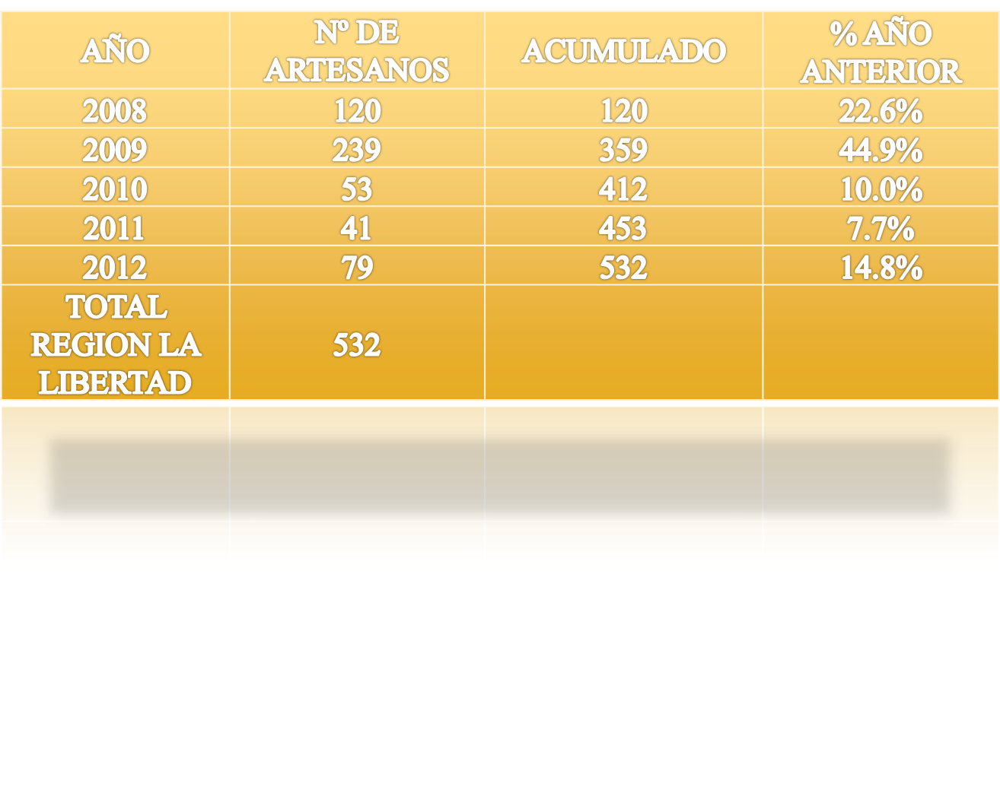 AÑO Nº DE ARTESANOS ACUMULADO % AÑO ANTERIOR
2008 120 120 22.6%
2009 239 359 44.9%
2010 53 412 10.0%
2011 41 453 7.7%
2012 79 532 14.8%
TOTAL REGION LA LIBERTAD 532